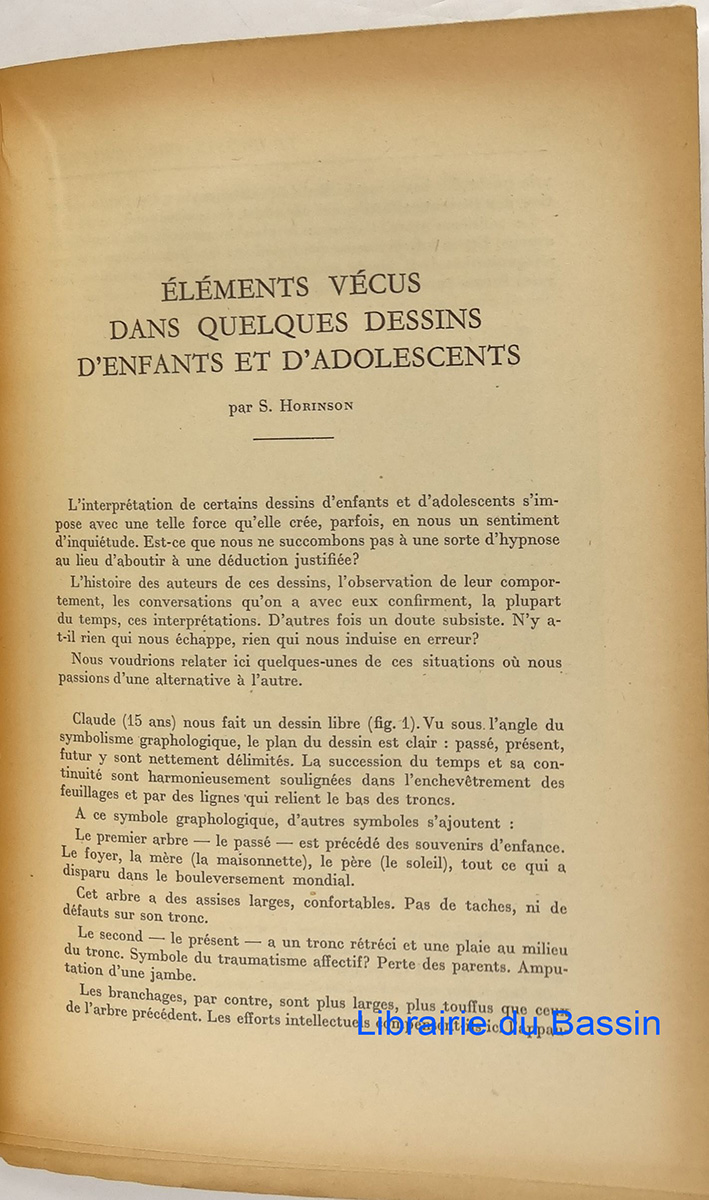 ÉLÉMENTS VÉCUS
DANS QUELQUES DESSINS
D'ENFANTS ET D'ADOLESCENTS
par S. Horinson
L'interprétation de certains dessins d'enfants et d'adolescents s'im-
pose avec une telle force qu'elle crée, parfois, en nous un sentiment
d'inquiétude. Est-ce que nous ne succombons pas à une sorte d'hypnose
au lieu d'aboutir à une déduction justifiée?
L'histoire des auteurs de ces dessins, l'observation de leur compor-
tement, les conversations qu'on a avec eux confirment, la plupart
du temps, ces interprétations. D'autres fois un doute subsiste. N'y a-
t-il rien qui nous échappe, rien qui nous induise en erreur?
Nous voudrions relater ici quelques-unes de ces situations où nous
passions d'une alternative à l'autre.
Claude (15 ans) nous fait un dessin libre (fig. 1). Vu sous l'angle du
symbolisme graphologique, le plan du dessin est clair : passé, présent,
futur y sont nettement délimités. La succession du temps et sa con-
tinuité sont harmonieusement soulignées dans l'enchevêtrement des
feuillages et par des lignes qui relient le bas des troncs.
A ce symbole graphologique, d'autres symboles s'ajoutent :
Le premier arbre — le passé — est précédé des souvenirs d'enfance.
Le foyer, la mère (la maisonnette), le père (le soleil), tout ce qui a
disparu dans le bouleversement mondial.
Cet arbre a des assises larges, confortables. Pas de taches, ni de
défauts sur son tronc.
Le second — le présent — a un tronc rétréci et une plaie au milieu
du tronc. Symbole du traumatisme affectif? Perte des parents. Ampu-
tation d'une jambe.
Les branchages, par contre, sont plus larges, plus touffus que ceux
de l'arbre précédent. Les efforts intellectuels
Librairie du Bassin